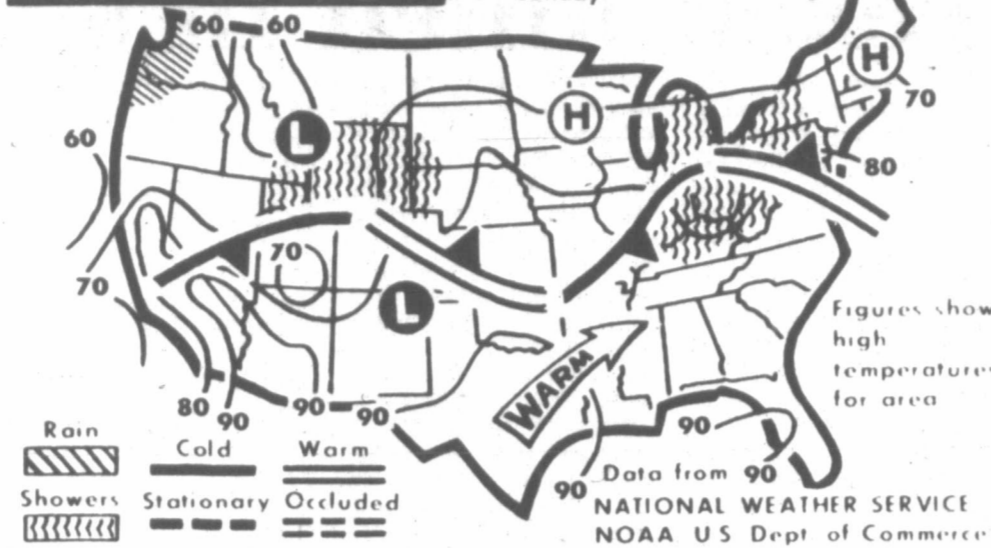 60 60
H
70
60
L
H
80
70
70
L
Figures show
high
temperatures
for area
WARM
80 90 90 90
90
90
90
Rain
Cold
Warm
Showers
Stationary
Occluded
Data from
NATIONAL WEATHER SERVICE
NOAA US Dept. of Commerce